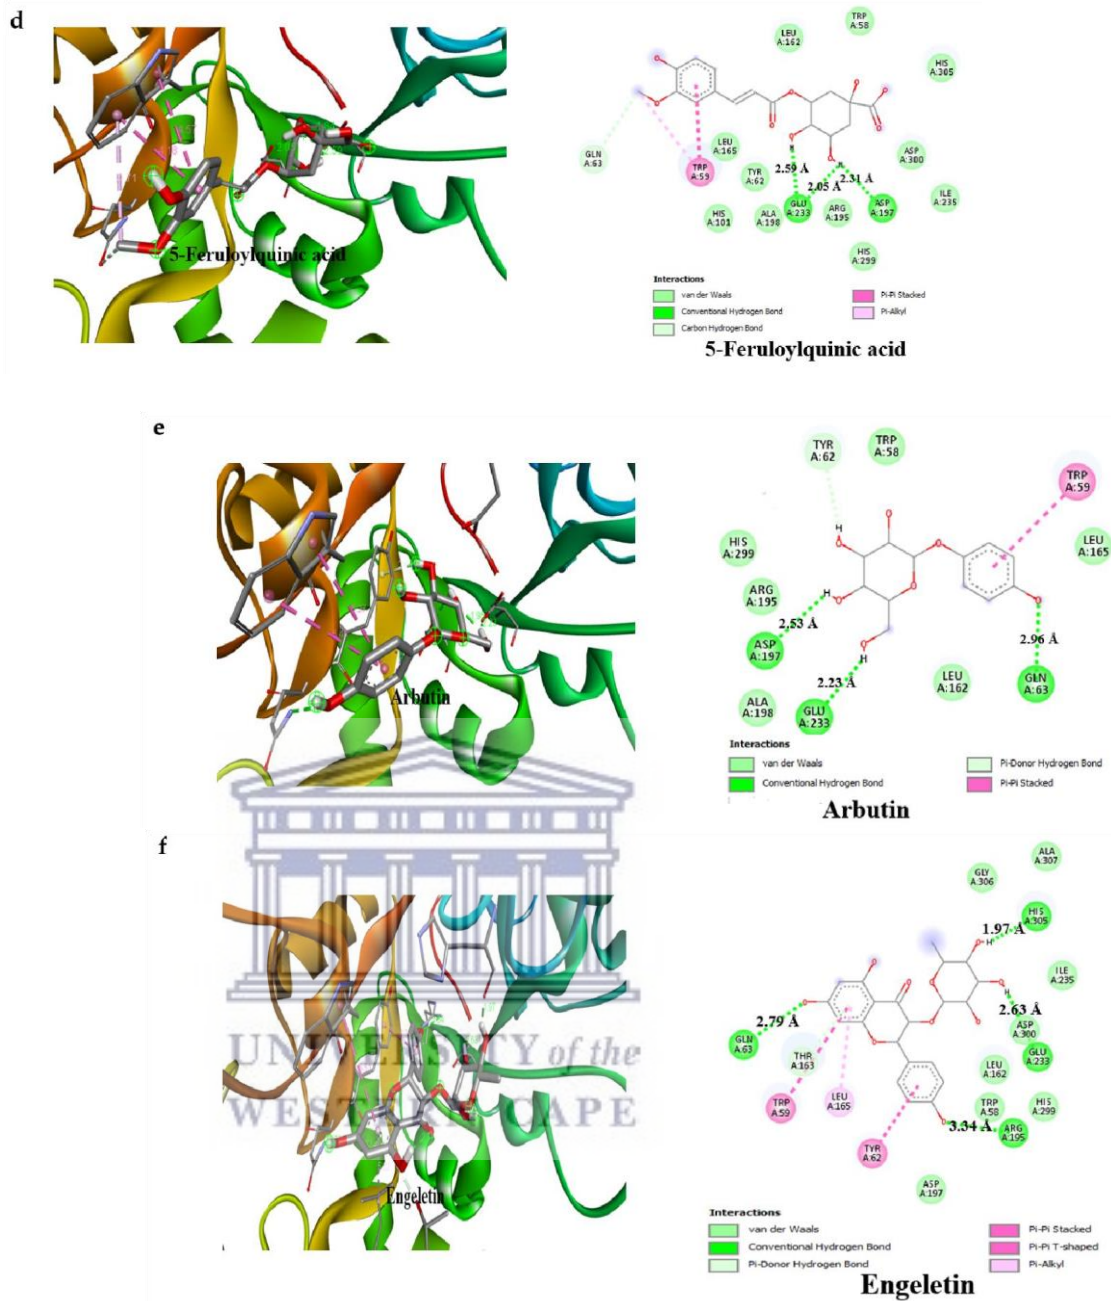 d
5-Feruloylquinic acid
TRP
A:58
LEU
A:162
HIS
A:305
GLN
A:63
LEU
A:165
TRP
A:59
TYR
A:62
2.59 Å
2.05 Å
2.31 Å
ASP
A:300
ILE
A:235
HIS
A:101
ALA
A:198
GLU
A:233
ARG
A:195
ASP
A:197
HIS
A:299
Interactions
van der Waals
Conventional Hydrogen Bond
Carbon Hydrogen Bond
Pi-Pi Stacked
Pi-Alkyl
5-Feruloylquinic acid
e
Arbutin
TYR
A:62
TRP
A:58
TRP
A:59
HIS
A:299
LEU
A:165
ARG
A:195
H
H
H
2.53 Å
ASP
A:197
2.96 Å
2.23 Å
LEU
A:162
GLN
A:63
ALA
A:198
GLU
A:233
Interactions
van der Waals
Conventional Hydrogen Bond
Pi-Donor Hydrogen Bond
Pi-Pi Stacked
Arbutin
f
UNIVERSITY of the
WESTERN CAPE
Engeletin
ALA
A:307
GLY
A:306
HIS
A:305
1.97 Å
H
ILE
A:235
H
2.63 Å
2.79 Å
GLN
A:63
ASP
A:300
GLU
A:233
THR
A:163
LEU
A:162
TRP
A:59
LEU
A:165
TRP
A:58
HIS
A:299
3.34 Å
ARG
A:195
TYR
A:62
ASP
A:197
Interactions
van der Waals
Conventional Hydrogen Bond
Pi-Donor Hydrogen Bond
Pi-Pi Stacked
Pi-Pi T-shaped
Pi-Alkyl
Engeletin